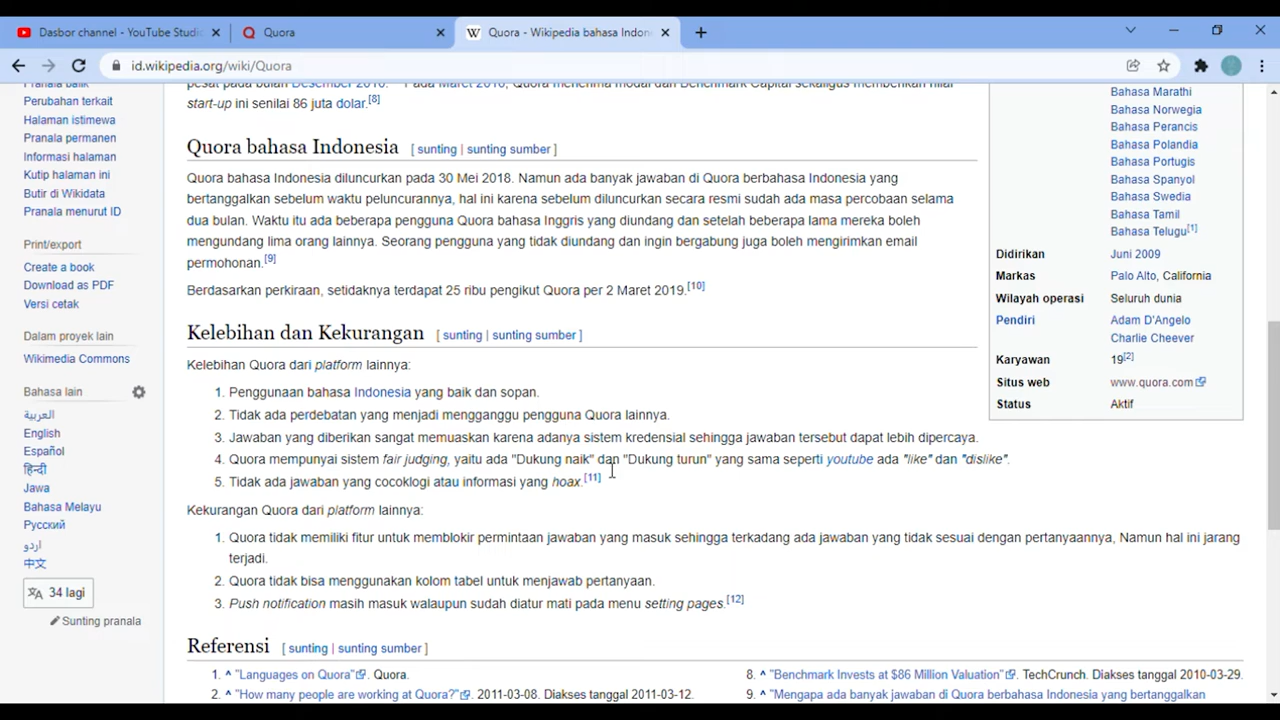 Dasbor channel - YouTube Studi
Quora
W Quora - Wikipedia bahasa Indon
id.wikipedia.org/wiki/Quora
Perubahan terkait
Halaman istimewa
Pranala permanen
Informasi halaman
Kutip halaman ini
Butir di Wikidata
Pranala menurut ID
Print/export
Create a book
Download as PDF
Versi cetak
Dalam proyek lain
Wikimedia Commons
Bahasa lain
العربية
English
Español
हिन्दी
Jawa
Bahasa Melayu
Русский
اردو
中文
34 lagi
Sunting pranala
start-up ini senilai 86 juta dolar.[8]
Quora bahasa Indonesia [ sunting | sunting sumber ]
Quora bahasa Indonesia diluncurkan pada 30 Mei 2018. Namun ada banyak jawaban di Quora berbahasa Indonesia yang
bertanggalkan sebelum waktu peluncurannya, hal ini karena sebelum diluncurkan secara resmi sudah ada masa percobaan selama
dua bulan. Waktu itu ada beberapa pengguna Quora bahasa Inggris yang diundang dan setelah beberapa lama mereka boleh
mengundang lima orang lainnya. Seorang pengguna yang tidak diundang dan ingin bergabung juga boleh mengirimkan email
permohonan.[9]
Berdasarkan perkiraan, setidaknya terdapat 25 ribu pengikut Quora per 2 Maret 2019.[10]
Kelebihan dan Kekurangan [ sunting | sunting sumber ]
Kelebihan Quora dari platform lainnya:
1. Penggunaan bahasa Indonesia yang baik dan sopan.
2. Tidak ada perdebatan yang menjadi mengganggu pengguna Quora lainnya.
3. Jawaban yang diberikan sangat memuaskan karena adanya sistem kredensial sehingga jawaban tersebut dapat lebih dipercaya.
4. Quora mempunyai sistem fair judging, yaitu ada "Dukung naik" dan "Dukung turun" yang sama seperti youtube ada "like" dan "dislike".
5. Tidak ada jawaban yang cocoklogi atau informasi yang hoax.[11]
Kekurangan Quora dari platform lainnya:
1. Quora tidak memiliki fitur untuk memblokir permintaan jawaban yang masuk sehingga terkadang ada jawaban yang tidak sesuai dengan pertanyaannya, Namun hal ini jarang
terjadi.
2. Quora tidak bisa menggunakan kolom tabel untuk menjawab pertanyaan.
3. Push notification masih masuk walaupun sudah diatur mati pada menu setting pages.[12]
Referensi [ sunting | sunting sumber ]
1. ^ "Languages on Quora". Quora.
2. ^ "How many people are working at Quora?". 2011-03-08. Diakses tanggal 2011-03-12.
8. ^ "Benchmark Invests at $86 Million Valuation". TechCrunch. Diakses tanggal 2010-03-29.
9. ^ "Mengapa ada banyak jawaban di Quora berbahasa Indonesia yang bertanggalkan
Bahasa Marathi
Bahasa Norwegia
Bahasa Perancis
Bahasa Polandia
Bahasa Portugis
Bahasa Spanyol
Bahasa Swedia
Bahasa Tamil
Bahasa Telugu[1]
Didirikan Juni 2009
Markas Palo Alto, California
Wilayah operasi Seluruh dunia
Pendiri Adam D'Angelo
Charlie Cheever
Karyawan 19[2]
Situs web www.quora.com
Status Aktif